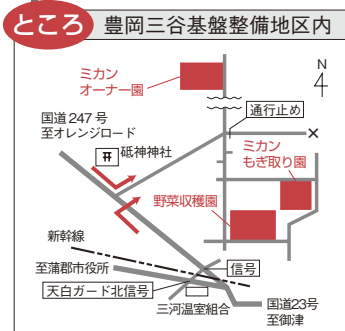 ところ 豊岡三谷基盤整備地区内
ミカン
オーナー園
N
4
国道247号
至オレンジロード
通行止め
砥神神社
ミカン
もぎ取り園
野菜収穫園
新幹線
至蒲郡市役所
信号
天白ガード北信号
三河温室組合
国道23号
至御津